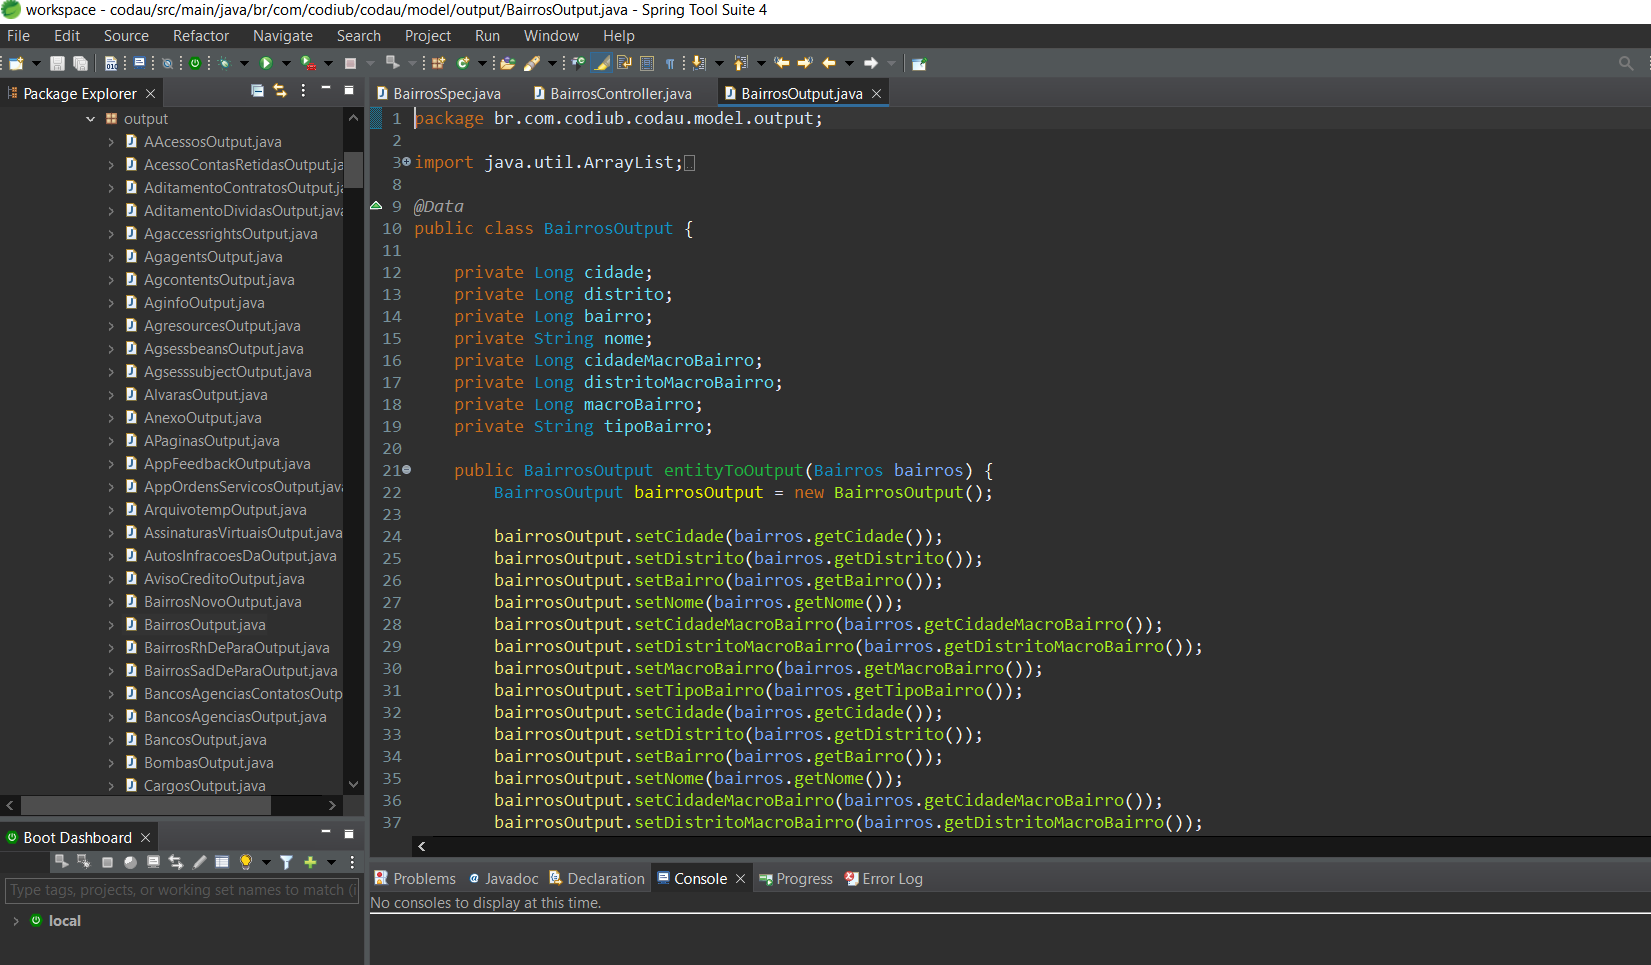 workspace - codau/src/main/java/br/com/codiub/codau/model/output/BairrosOutput.java - Spring Tool Suite 4
File Edit Source Refactor Navigate Search Project Run Window Help
Package Explorer
output
AAcessosOutput.java
AcessoContasRetidasOutput.ja
AditamentoContratosOutput.ja
AditamentoDividasOutput.java
AgaccessrightsOutput.java
AgagentsOutput.java
AgcontentsOutput.java
AginfoOutput.java
AgresourcesOutput.java
AgsessbeansOutput.java
AgsesssubjectOutput.java
AlvarasOutput.java
AnexoOutput.java
APaginasOutput.java
AppFeedbackOutput.java
AppOrdensServicosOutput.java
ArquivotempOutput.java
AssinaturasVirtuaisOutput.java
AutosInfracoesDaOutput.java
AvisoCreditoOutput.java
BairrosNovoOutput.java
BairrosOutput.java
BairrosRhDeParaOutput.java
BairrosSadDeParaOutput.java
BancosAgenciasContatosOutp
BancosAgenciasOutput.java
BancosOutput.java
BombasOutput.java
CargosOutput.java
Boot Dashboard
Type tags, projects, or working set names to match (i
local
BairrosSpec.java BairrosController.java BairrosOutput.java
1 package br.com.codiub.codau.model.output;
2
3 import java.util.ArrayList;
8
9 @Data
10 public class BairrosOutput {
11
12 private Long cidade;
13 private Long distrito;
14 private Long bairro;
15 private String nome;
16 private Long cidadeMacroBairro;
17 private Long distritoMacroBairro;
18 private Long macroBairro;
19 private String tipoBairro;
20
21 public BairrosOutput entityToOutput(Bairros bairros) {
22 BairrosOutput bairrosOutput = new BairrosOutput();
23
24 bairrosOutput.setCidade(bairros.getCidade());
25 bairrosOutput.setDistrito(bairros.getDistrito());
26 bairrosOutput.setBairro(bairros.getBairro());
27 bairrosOutput.setNome(bairros.getNome());
28 bairrosOutput.setCidadeMacroBairro(bairros.getCidadeMacroBairro());
29 bairrosOutput.setDistritoMacroBairro(bairros.getDistritoMacroBairro());
30 bairrosOutput.setMacroBairro(bairros.getMacroBairro());
31 bairrosOutput.setTipoBairro(bairros.getTipoBairro());
32 bairrosOutput.setCidade(bairros.getCidade());
33 bairrosOutput.setDistrito(bairros.getDistrito());
34 bairrosOutput.setBairro(bairros.getBairro());
35 bairrosOutput.setNome(bairros.getNome());
36 bairrosOutput.setCidadeMacroBairro(bairros.getCidadeMacroBairro());
37 bairrosOutput.setDistritoMacroBairro(bairros.getDistritoMacroBairro());
Problems Javadoc Declaration Console Progress Error Log
No consoles to display at this time.